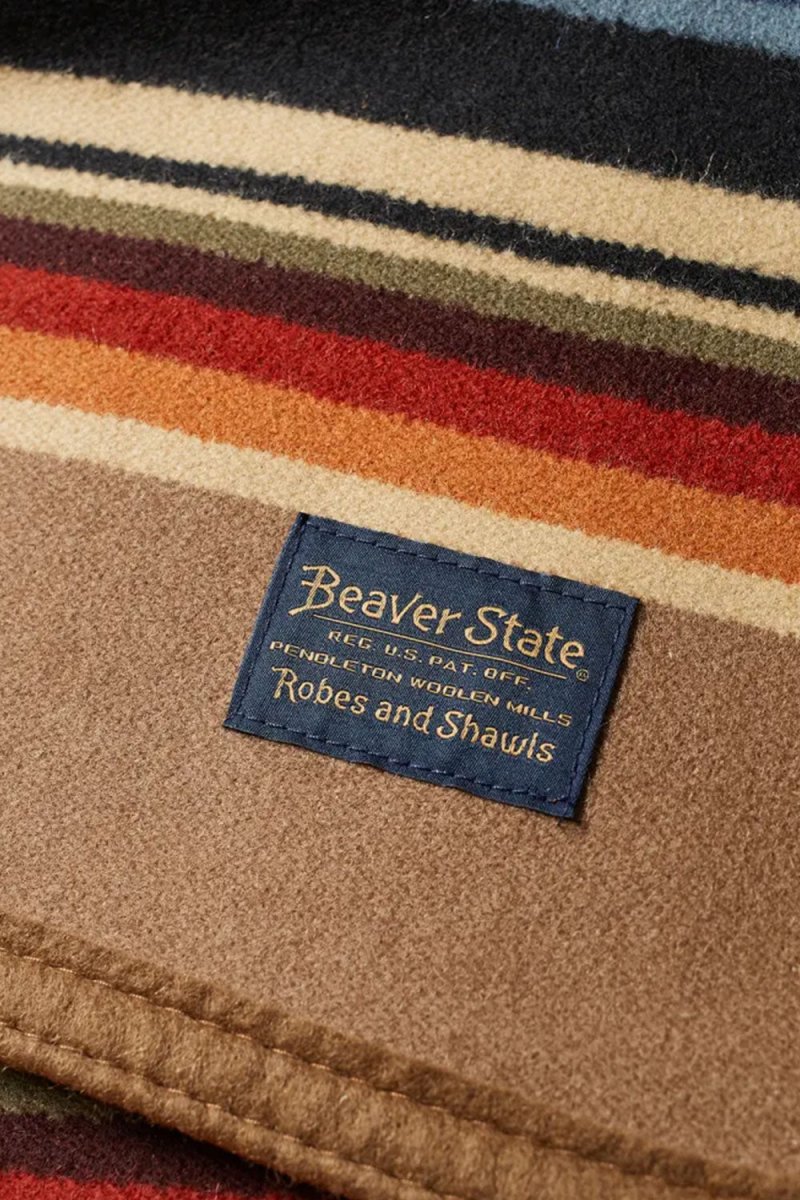 Beaver State
REG. U.S. PAT. OFF.
PENDLETON WOOLEN MILLS
Robes and Shawls